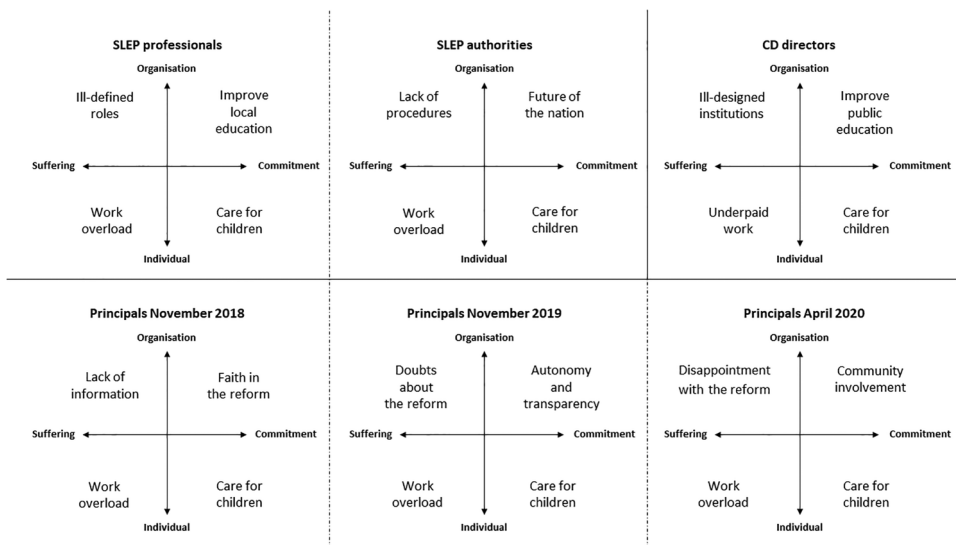 SLEP professionals
Organisation
Ill-defined
roles
Improve
local
education
Suffering
Commitment
Work
overload
Care for
children
Individual
SLEP authorities
Organisation
Lack of
procedures
Future of
the nation
Suffering
Commitment
Work
overload
Care for
children
Individual
CD directors
Organisation
Ill-designed
institutions
Improve
public
education
Suffering
Commitment
Underpaid
work
Care for
children
Individual
Principals November 2018
Organisation
Lack of
information
Faith in
the reform
Suffering
Commitment
Work
overload
Care for
children
Individual
Principals November 2019
Organisation
Doubts
about
the reform
Autonomy
and
transparency
Suffering
Commitment
Work
overload
Care for
children
Individual
Principals April 2020
Organisation
Disappointment
with the reform
Community
involvement
Suffering
Commitment
Work
overload
Care for
children
Individual